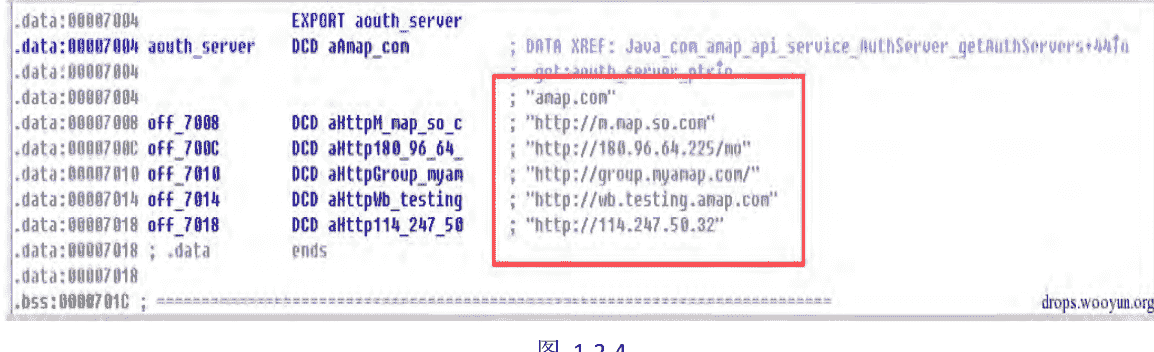 .data:00007004 EXPORT aouth_server
.data:00007004 aouth_server DCD aAmap_com ; DATA XREF: Java_com_amap_api_service_AuthServer_getAuthServers+44↑o
.data:00007004 ; .got:aouth_server_ptr↑o
.data:00007004 ; "amap.com"
.data:00007008 off_7008 DCD aHttpM_map_so_c ; "http://m.map.so.com"
.data:0000700C off_700C DCD aHttp180_96_64_ ; "http://180.96.64.225/mo"
.data:00007010 off_7010 DCD aHttpGroup_myam ; "http://group.myamap.com/"
.data:00007014 off_7014 DCD aHttpWb_testing ; "http://wb.testing.amap.com"
.data:00007018 off_7018 DCD aHttp114_247_50 ; "http://114.247.50.32"
.data:00007018 ; .data ends
.data:00007018
.bss:0000701C ; ===========================================================================
drops.wooyun.org
图 1.2.4